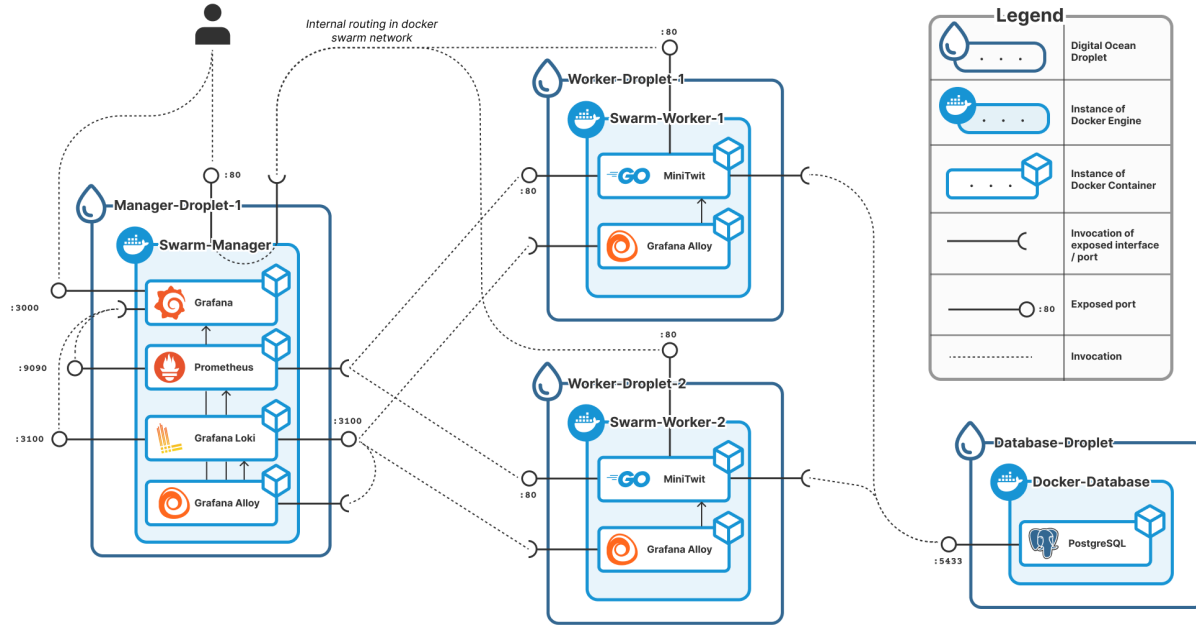 Internal routing in docker
swarm network
:80
Manager-Droplet-1
Swarm-Manager
Grafana
:3000
Prometheus
:9090
Grafana Loki
:3100
:3100
Grafana Alloy
:80
Worker-Droplet-1
Swarm-Worker-1
GO
MiniTwit
:80
Grafana Alloy
:80
Worker-Droplet-2
Swarm-Worker-2
GO
MiniTwit
:80
Grafana Alloy
Legend
. . .
Digital Ocean
Droplet
. . .
Instance of
Docker Engine
. . .
Instance of
Docker Container
Invocation of
exposed interface
/ port
:80
Exposed port
Invocation
Database-Droplet
Docker-Database
PostgreSQL
:5433